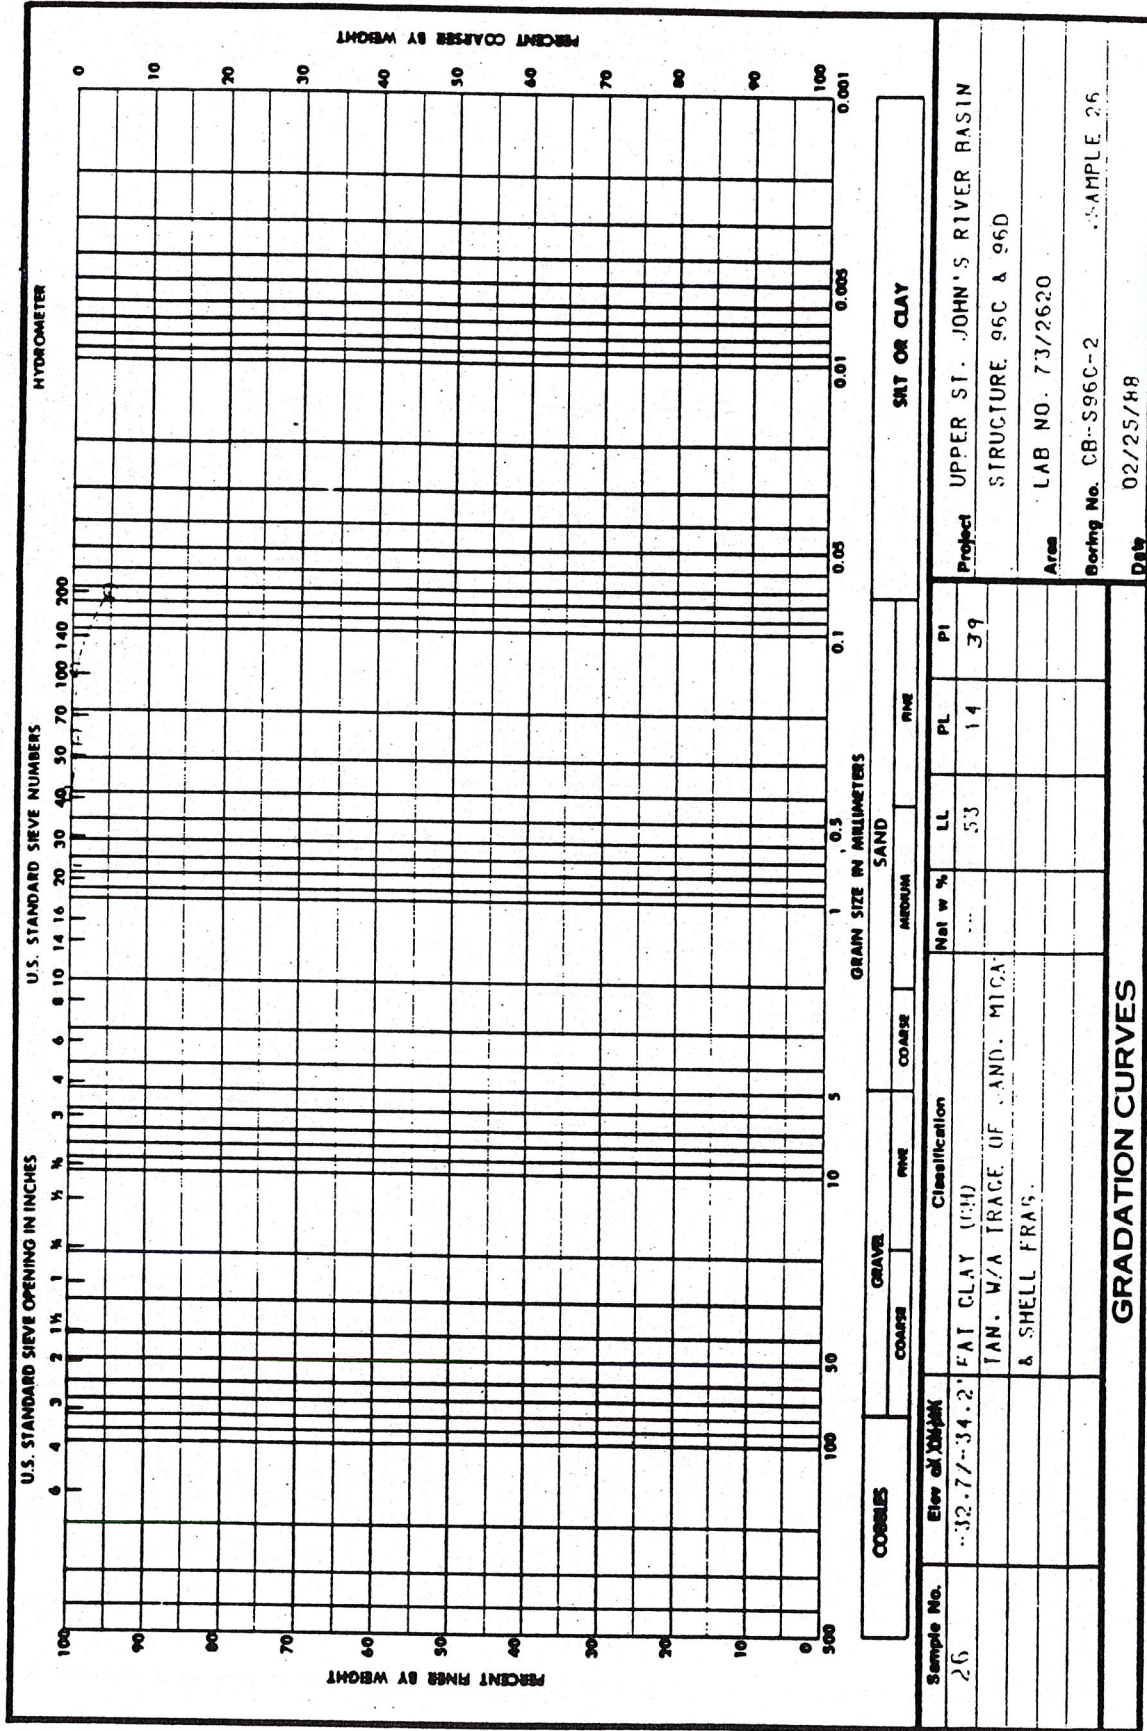 U.S. STANDARD SIEVE OPENING IN INCHES
U.S. STANDARD SIEVE NUMBERS
HYDROMETER
6 4 3 2 1½ 1 ¾ ½ ⅜ 3 4 6 8 10 14 16 20 30 40 50 70 100 140 200
PERCENT FINER BY WEIGHT
100
90
80
70
60
50
40
30
20
10
0
PERCENT COARSER BY WEIGHT
0
10
20
30
40
50
60
70
80
90
100
500 100 50 10 5 1 0.5 0.1 0.05 0.01 0.005 0.001
GRAIN SIZE IN MILLIMETERS
COBBLES
GRAVEL
COARSE FINE
SAND
COARSE MEDIUM FINE
SILT OR CLAY
Sample No. Elev Classification Nat w % LL PL PI
26 -32.7/-34.2' FAT CLAY (CH) --- 53 14 39
TAN, W/A TRACE OF SAND, MICA
& SHELL FRAG.
Project UPPER ST. JOHN'S RIVER BASIN
STRUCTURE 96C & 96D
Area LAB NO. 73/2620
Boring No. CB-S96C-2 SAMPLE 26
Date 02/25/88
GRADATION CURVES